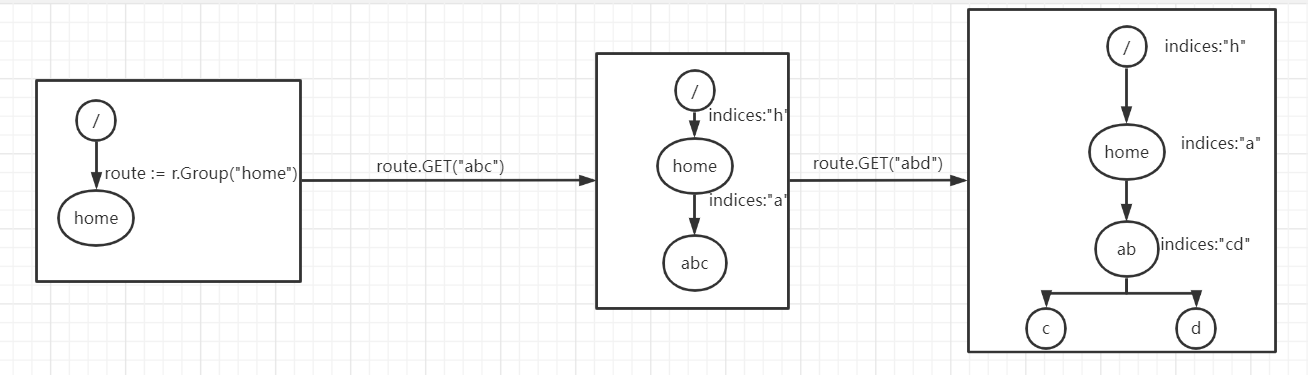 /
route := r.Group("home")
home
route.GET("abc")
/
indices:"h"
home
indices:"a"
abc
route.GET("abd")
/
indices:"h"
home
indices:"a"
ab
indices:"cd"
c
d